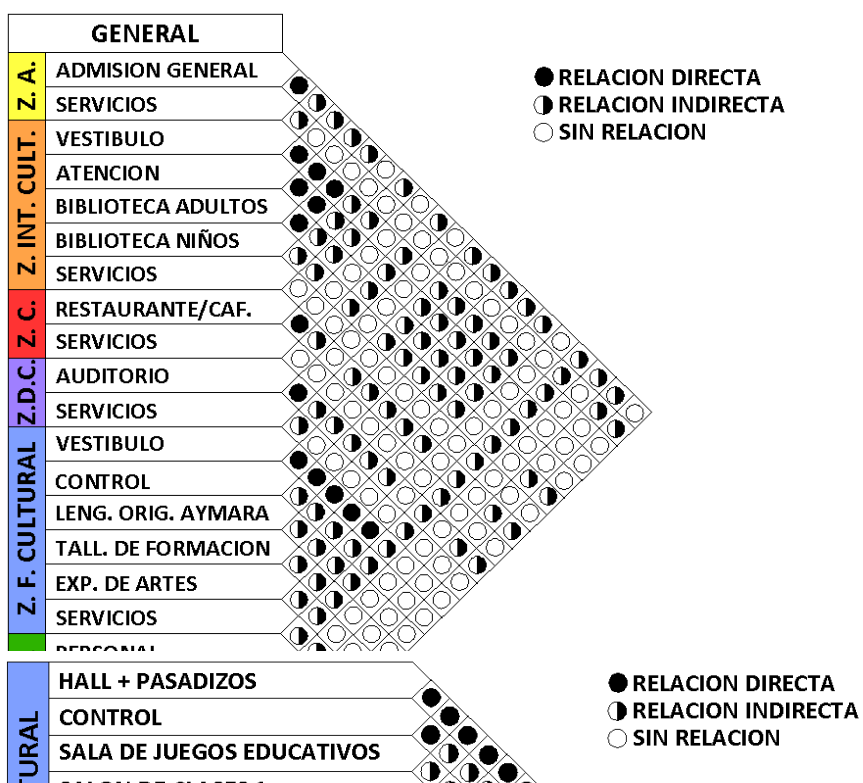 GENERAL
RELACION DIRECTA
RELACION INDIRECTA
SIN RELACION
Z. A.
ADMISION GENERAL
SERVICIOS
Z. INT. CULT.
VESTIBULO
ATENCION
BIBLIOTECA ADULTOS
BIBLIOTECA NIÑOS
SERVICIOS
Z. C.
RESTAURANTE/CAF.
SERVICIOS
Z.D.C.
AUDITORIO
SERVICIOS
Z. F. CULTURAL
VESTIBULO
CONTROL
LENG. ORIG. AYMARA
TALL. DE FORMACION
EXP. DE ARTES
SERVICIOS
PERSONAL
HALL + PASADIZOS
CONTROL
SALA DE JUEGOS EDUCATIVOS
RELACION DIRECTA
RELACION INDIRECTA
SIN RELACION